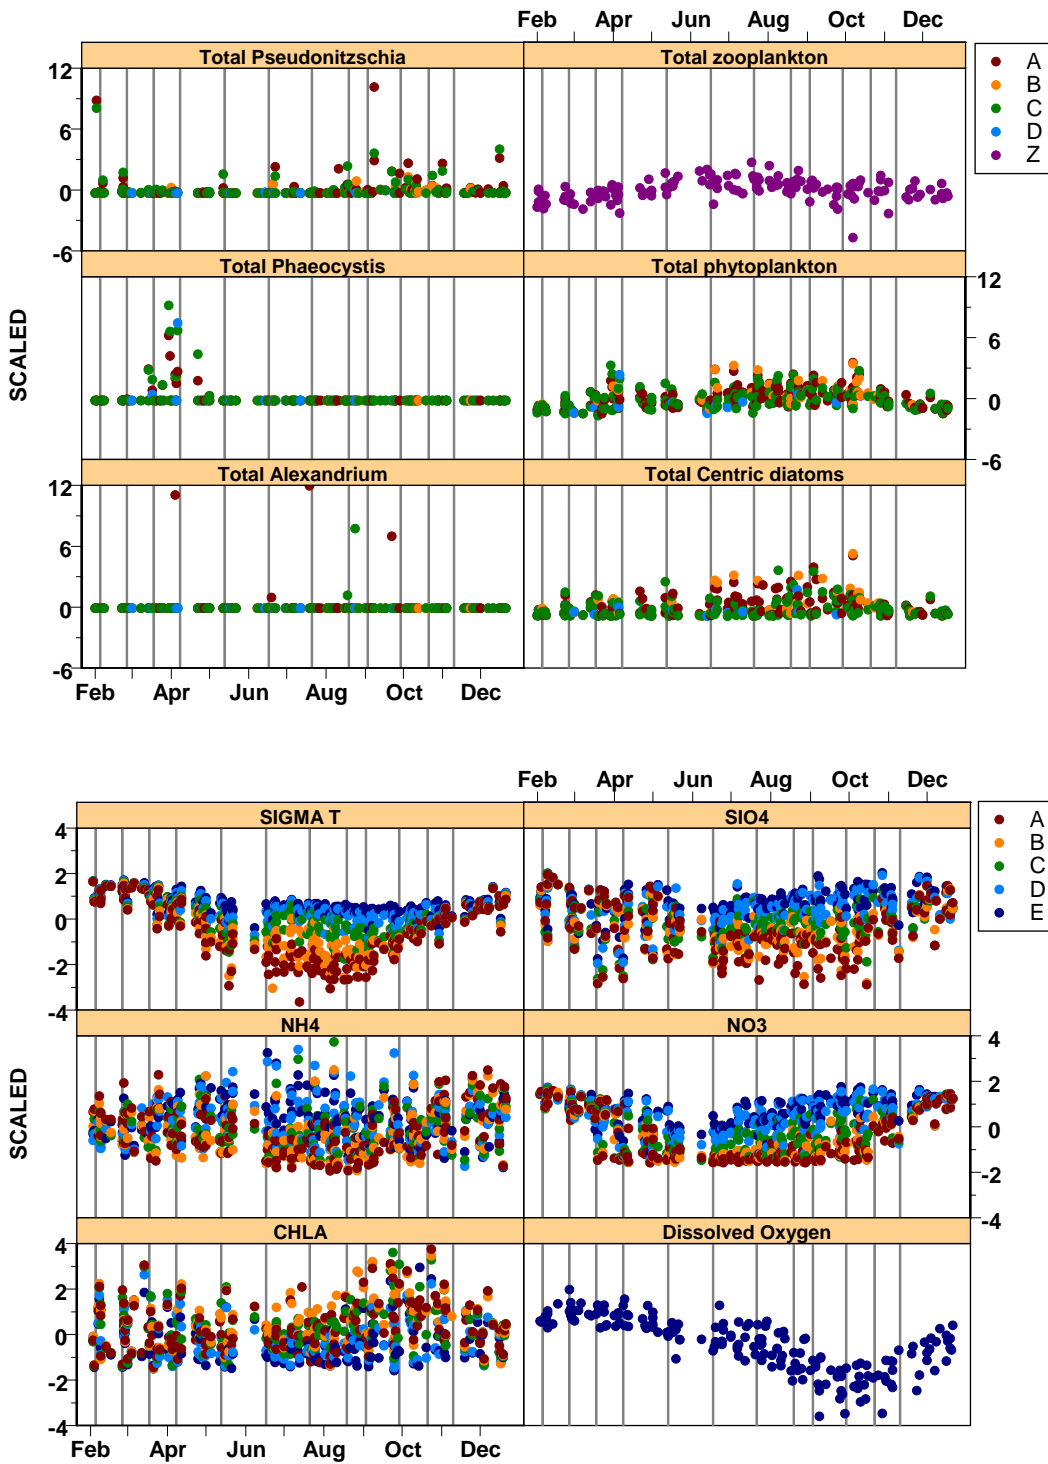 Feb Apr Jun Aug Oct Dec
Total Pseudonitzschia Total zooplankton
A
B
C
D
Z
12
6
0
-6
Total Phaeocystis Total phytoplankton
12
6
0
-6
SCALED
Total Alexandrium Total Centric diatoms
12
6
0
-6
Feb Apr Jun Aug Oct Dec
Feb Apr Jun Aug Oct Dec
SIGMA T SIO4
A
B
C
D
E
4
2
0
-2
-4
NH4 NO3
4
2
0
-2
-4
SCALED
CHLA Dissolved Oxygen
4
2
0
-2
-4
Feb Apr Jun Aug Oct Dec